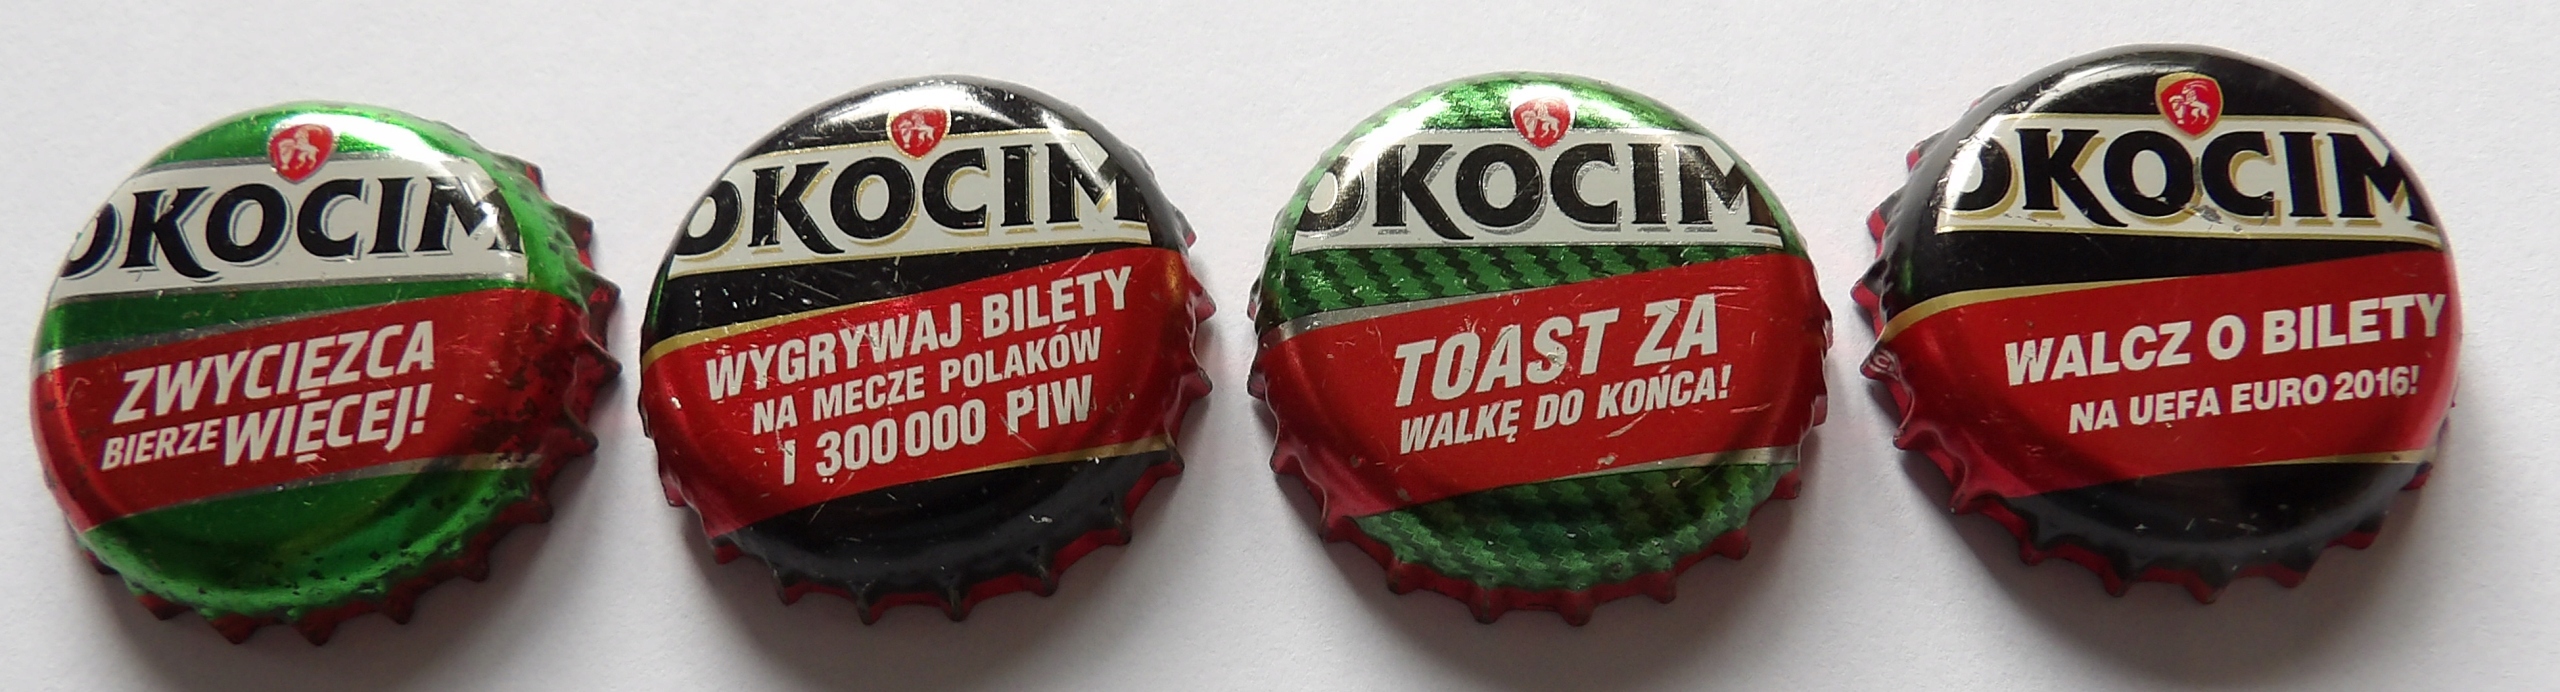 OKOCIM
ZWYCIĘZCA
BIERZE WIĘCEJ!
OKOCIM
WYGRYWAJ BILETY
NA MECZE POLAKÓW
I 300 000 PIW
OKOCIM
TOAST ZA
WALKĘ DO KOŃCA!
OKOCIM
WALCZ O BILETY
NA UEFA EURO 2016!